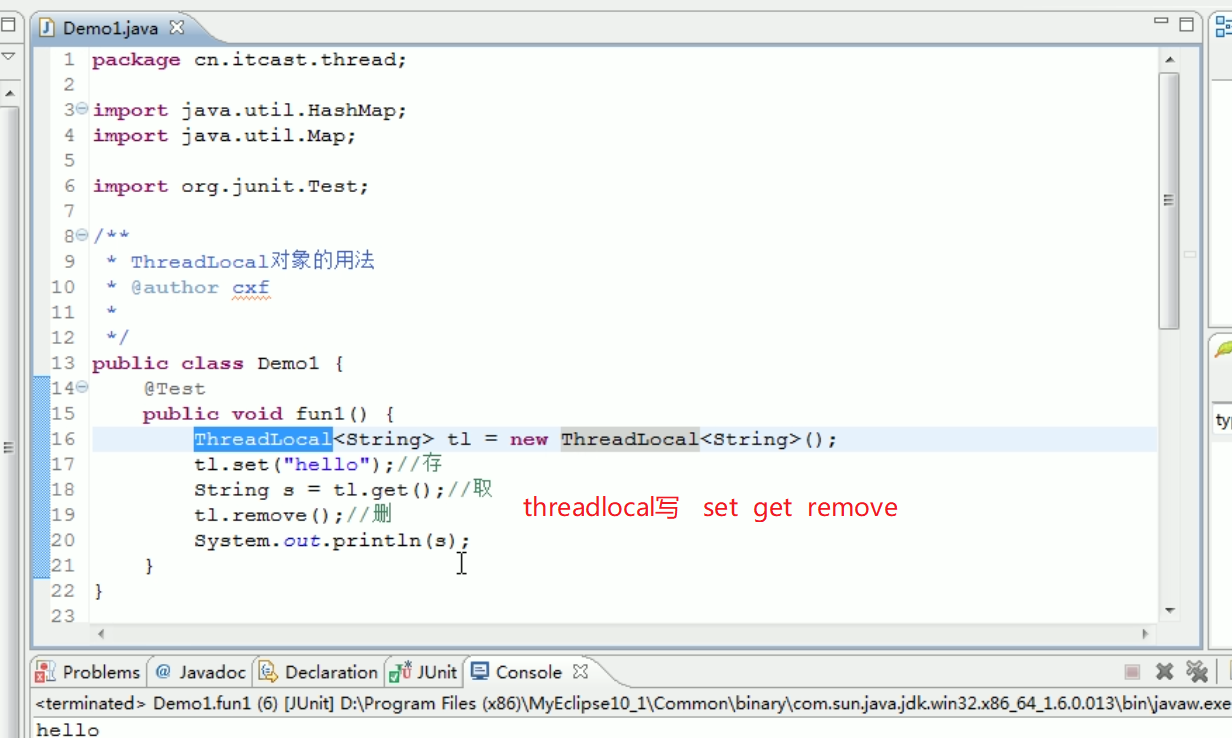 Demo1.java
1 package cn.itcast.thread;
2
3 import java.util.HashMap;
4 import java.util.Map;
5
6 import org.junit.Test;
7
8 /**
9 * ThreadLocal对象的用法
10 * @author cxf
11 *
12 */
13 public class Demo1 {
14 @Test
15 public void fun1() {
16 ThreadLocal<String> tl = new ThreadLocal<String>();
17 tl.set("hello");//存
18 String s = tl.get();//取
threadlocal写 set get remove
19 tl.remove();//删
20 System.out.println(s);
21 }
22 }
23
Problems @ Javadoc Declaration JUnit Console
<terminated> Demo1.fun1 (6) [JUnit] D:\Program Files (x86)\MyEclipse10_1\Common\binary\com.sun.java.jdk.win32.x86_64_1.6.0.013\bin\javaw.exe
hello